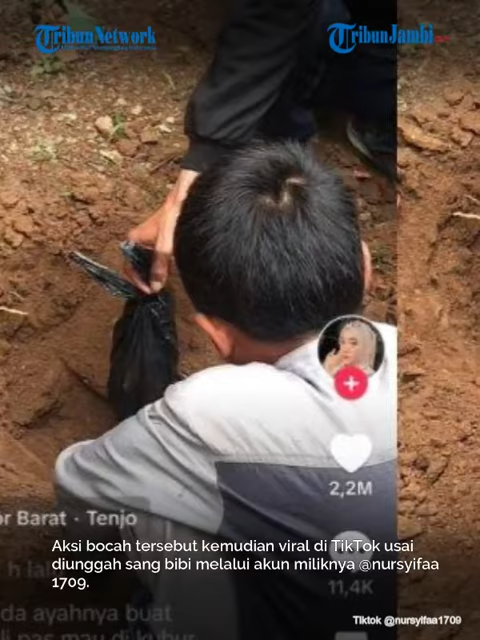 TribunNetwork
TribunJambi
2,2M
or Barat · Tenjo
Aksi bocah tersebut kemudian viral di TikTok usai
diunggah sang bibi melalui akun miliknya @nursyifaa
1709.
11,4K
da ayahnya buat
Tiktok @nursyifaa1709